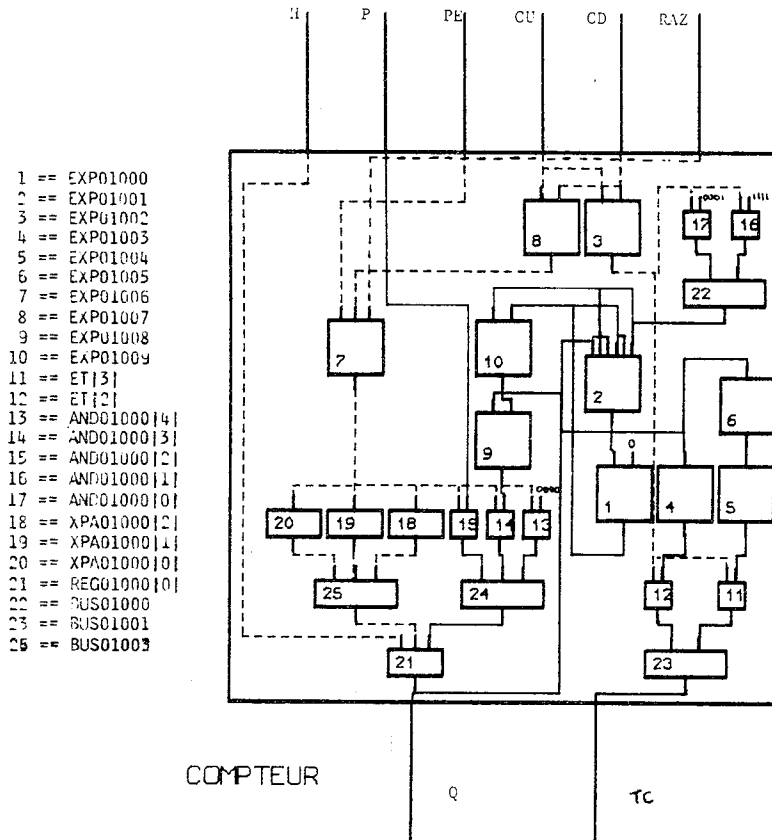 H P PE CU CD RAZ
1 == EXP01000
2 == EXP01001
3 == EXP01002
4 == EXP01003
5 == EXP01004
6 == EXP01005
7 == EXP01006
8 == EXP01007
9 == EXP01008
10 == EXP01009
11 == ET|3|
12 == ET|2|
13 == AND01000|4|
14 == AND01000|3|
15 == AND01000|2|
16 == AND01000|1|
17 == AND01000|0|
18 == XPA01000|2|
19 == XPA01000|1|
20 == XPA01000|0|
21 == REG01000|0|
22 == BUS01000
23 == BUS01001
25 == BUS01003
0001 1111
8 3 17 16
22
7 10 2 6
9
0
1 4 5
0000
20 19 18 15 14 13
25 24 12 11
21 23
COMPTEUR
Q TC